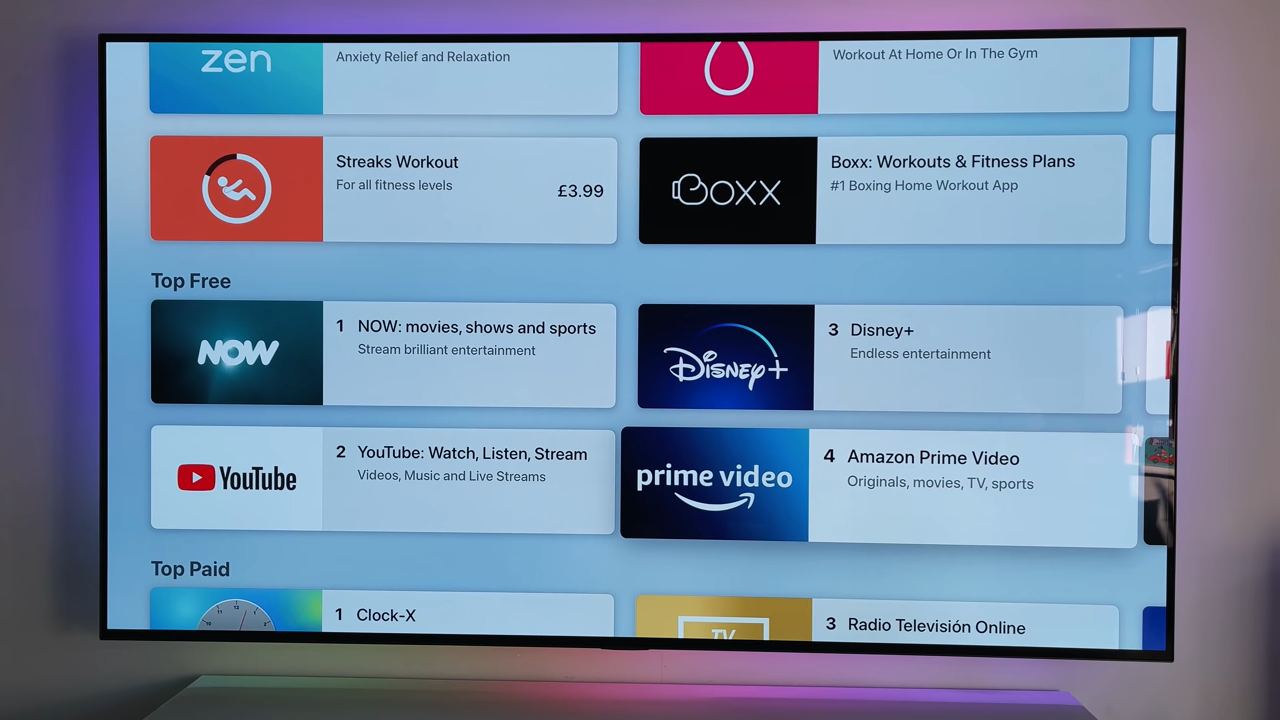 zen
Anxiety Relief and Relaxation
Workout At Home Or In The Gym
Streaks Workout
For all fitness levels
£3.99
BOXX
Boxx: Workouts & Fitness Plans
#1 Boxing Home Workout App
Top Free
NOW
1 NOW: movies, shows and sports
Stream brilliant entertainment
Disney+
3 Disney+
Endless entertainment
YouTube
2 YouTube: Watch, Listen, Stream
Videos, Music and Live Streams
prime video
4 Amazon Prime Video
Originals, movies, TV, sports
Top Paid
1 Clock-X
TV
3 Radio Televisión Online